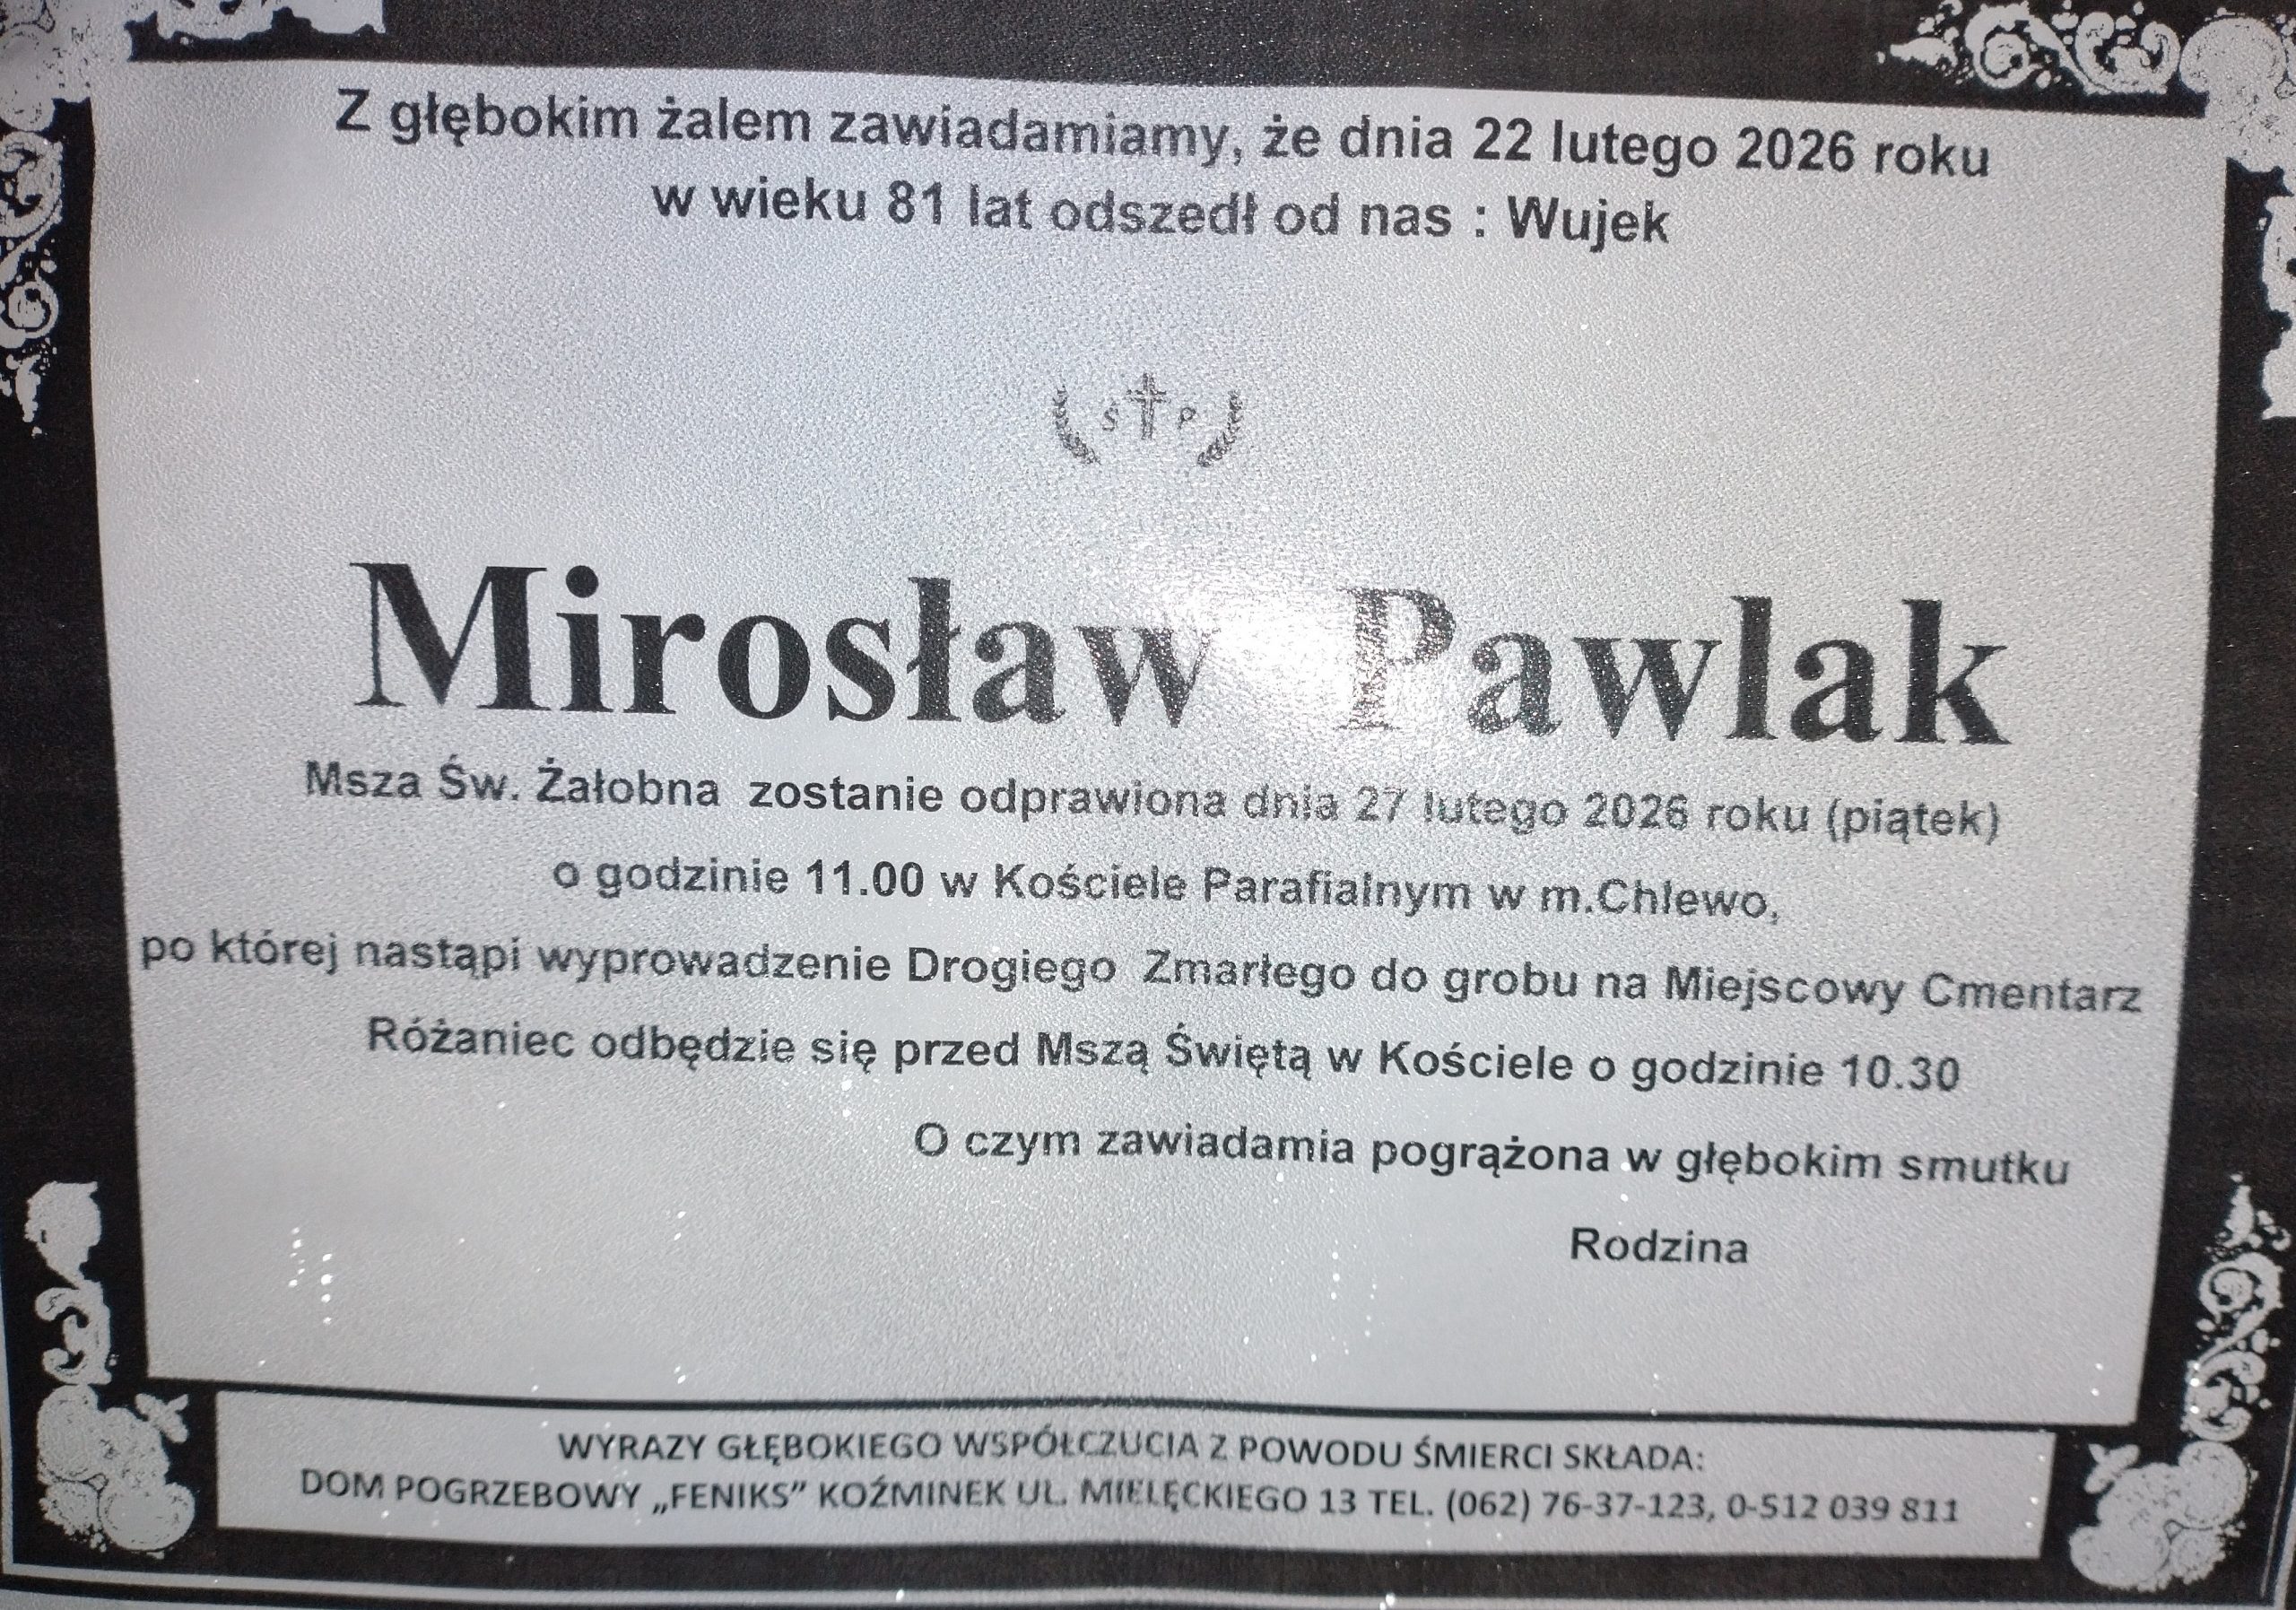 Z głębokim żalem zawiadamiamy, że dnia 22 lutego 2026 roku
w wieku 81 lat odszedł od nas : Wujek
Ś P
Mirosław Pawlak
Msza Św. Żałobna zostanie odprawiona dnia 27 lutego 2026 roku (piątek)
o godzinie 11.00 w Kościele Parafialnym w m.Chlewo,
po której nastąpi wyprowadzenie Drogiego Zmarłego do grobu na Miejscowy Cmentarz
Różaniec odbędzie się przed Mszą Świętą w Kościele o godzinie 10.30
O czym zawiadamia pogrążona w głębokim smutku
Rodzina
WYRAZY GŁĘBOKIEGO WSPÓŁCZUCIA Z POWODU ŚMIERCI SKŁADA:
DOM POGRZEBOWY „FENIKS” KOŹMINEK UL. MIELĘCKIEGO 13 TEL. (062) 76-37-123, 0-512 039 811